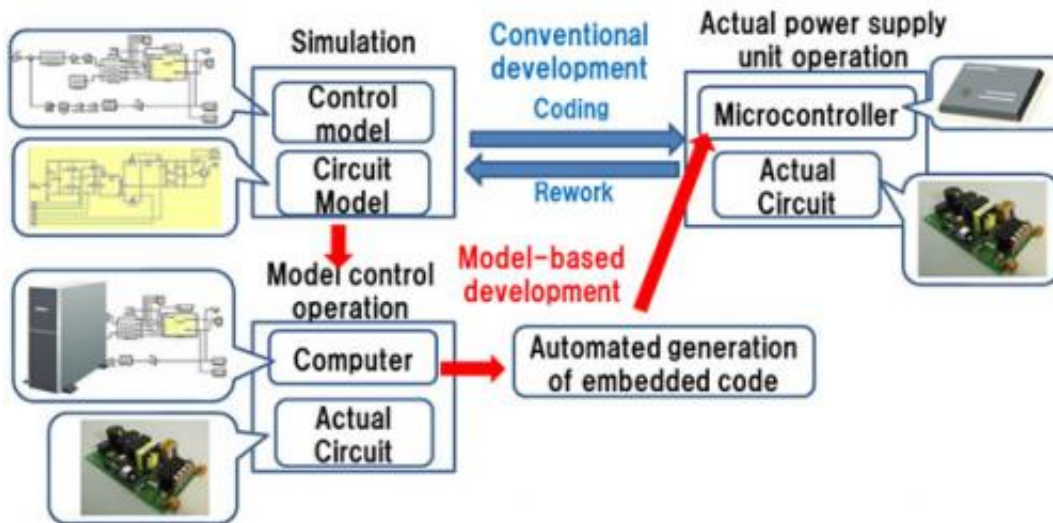 Simulation
Control
model
Circuit
Model
Conventional
development
Coding
Rework
Actual power supply
unit operation
Microcontroller
Actual
Circuit
Model control
operation
Computer
Actual
Circuit
Model-based
development
Automated generation
of embedded code